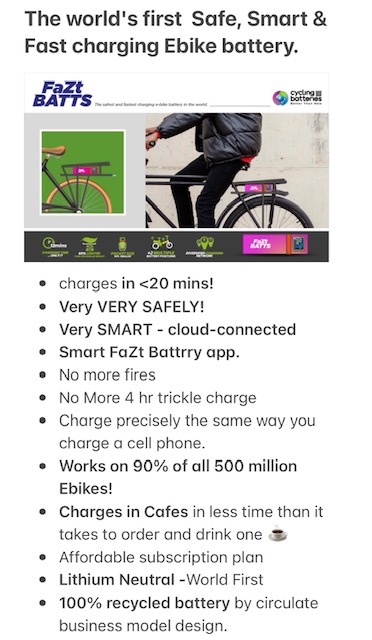 The world's first Safe, Smart &
Fast charging Ebike battery.
FaZt
BATTS
The safest and fastest charging e-bike battery in the world
cycling
batteries
FaZt
BATTS
charges in <20 mins!
Very VERY SAFELY!
Very SMART - cloud-connected
Smart FaZt Battrry app.
No more fires
No More 4 hr trickle charge
Charge precisely the same way you
charge a cell phone.
Works on 90% of all 500 million
Ebikes!
Charges in Cafes in less time than it
takes to order and drink one ☕
Affordable subscription plan
Lithium Neutral -World First
100% recycled battery by circulate
business model design.